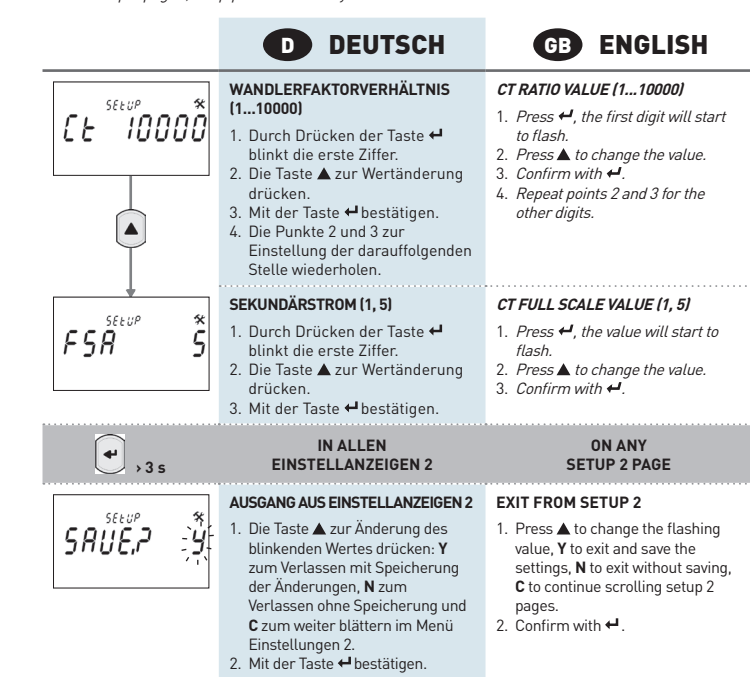 D DEUTSCH
GB ENGLISH
SETUP
Ct 10000
WANDLERFAKTORVERHÄLTNIS
(1...10000)
1. Durch Drücken der Taste ↵
blinkt die erste Ziffer.
2. Die Taste ▲ zur Wertänderung
drücken.
3. Mit der Taste ↵ bestätigen.
4. Die Punkte 2 und 3 zur
Einstellung der darauffolgenden
Stelle wiederholen.
CT RATIO VALUE (1...10000)
1. Press ↵, the first digit will start
to flash.
2. Press ▲ to change the value.
3. Confirm with ↵.
4. Repeat points 2 and 3 for the
other digits.
SETUP
FSA 5
SEKUNDÄRSTROM (1, 5)
1. Durch Drücken der Taste ↵
blinkt die erste Ziffer.
2. Die Taste ▲ zur Wertänderung
drücken.
3. Mit der Taste ↵ bestätigen.
CT FULL SCALE VALUE (1, 5)
1. Press ↵, the value will start to
flash.
2. Press ▲ to change the value.
3. Confirm with ↵.
↵ › 3 s
IN ALLEN
EINSTELLANZEIGEN 2
ON ANY
SETUP 2 PAGE
SETUP
SAVE? Y
AUSGANG AUS EINSTELLANZEIGEN 2
1. Die Taste ▲ zur Änderung des
blinkenden Wertes drücken: Y
zum Verlassen mit Speicherung
der Änderungen, N zum
Verlassen ohne Speicherung und
C zum weiter blättern im Menü
Einstellungen 2.
2. Mit der Taste ↵ bestätigen.
EXIT FROM SETUP 2
1. Press ▲ to change the flashing
value, Y to exit and save the
settings, N to exit without saving,
C to continue scrolling setup 2
pages.
2. Confirm with ↵.